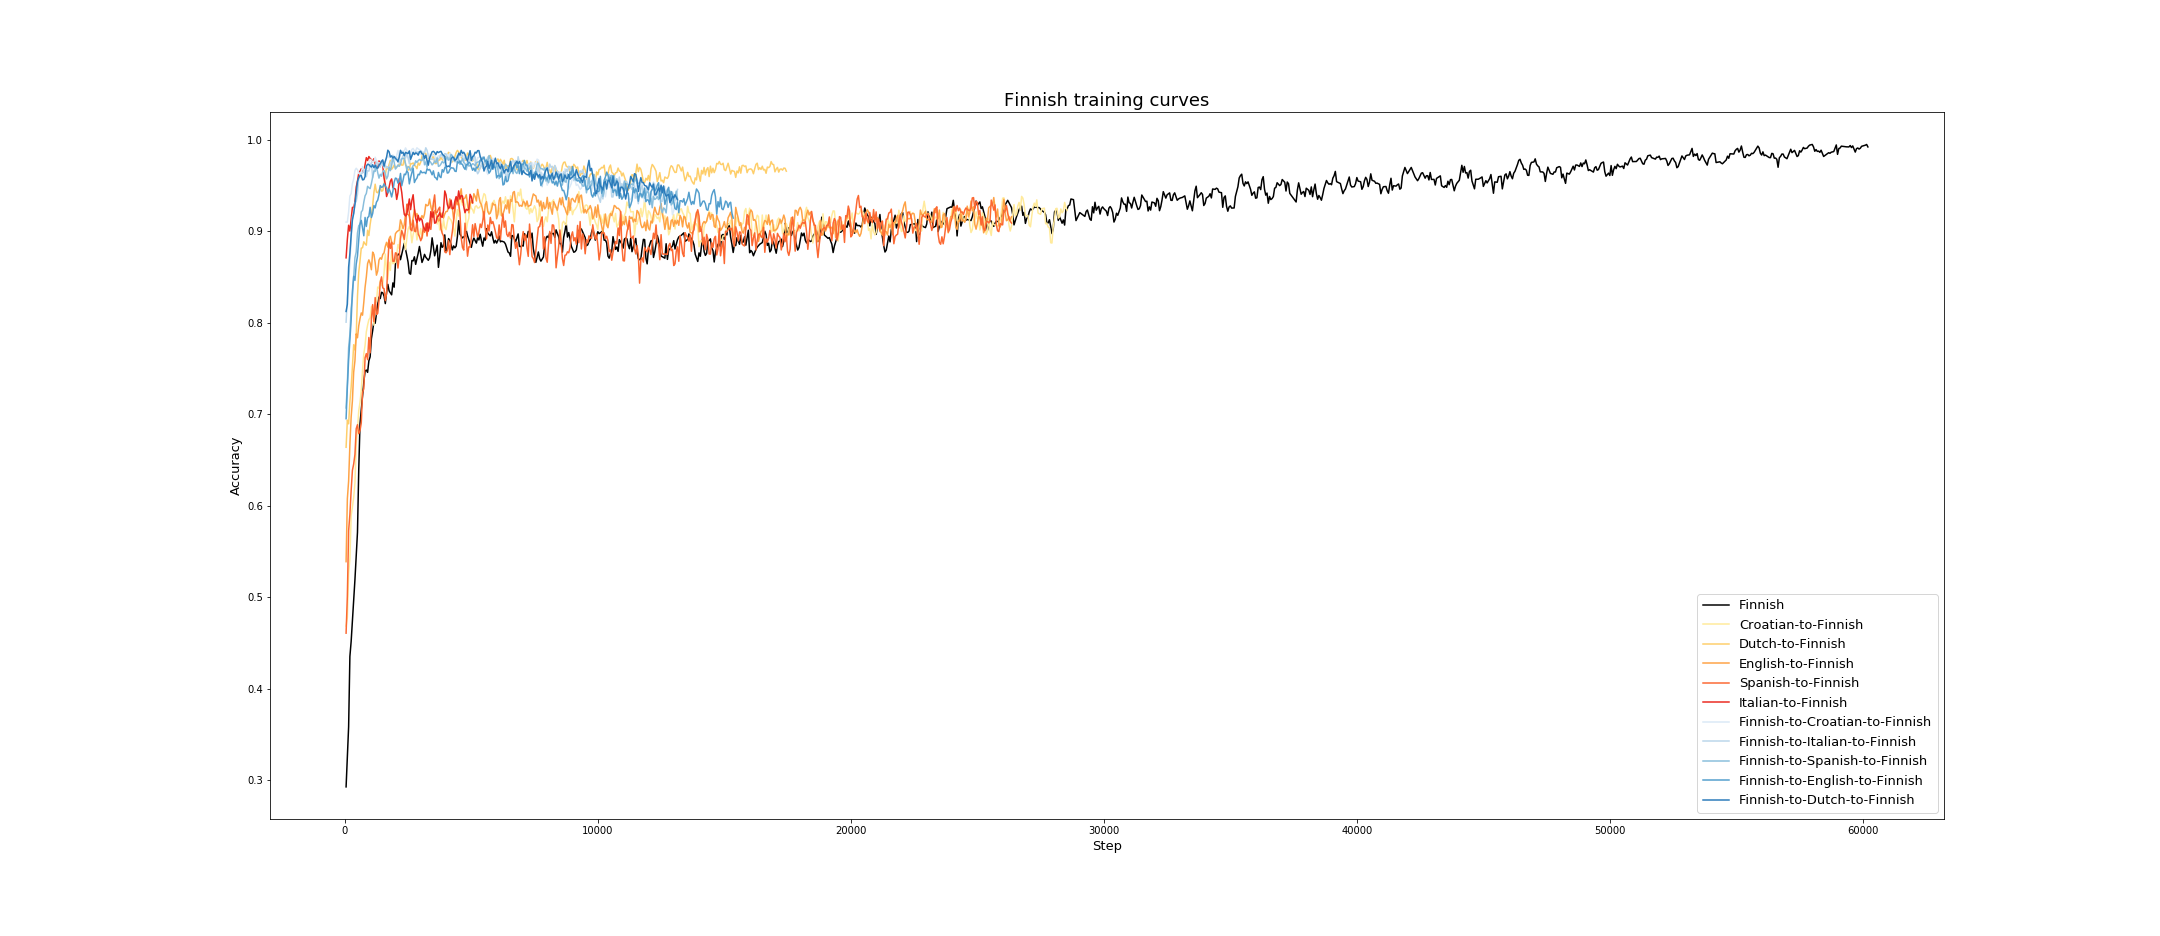 Finnish training curves
1.0
0.9
0.8
0.7
0.6
0.5
0.4
0.3
Accuracy
0 10000 20000 30000 40000 50000 60000
Step
Finnish
Croatian-to-Finnish
Dutch-to-Finnish
English-to-Finnish
Spanish-to-Finnish
Italian-to-Finnish
Finnish-to-Croatian-to-Finnish
Finnish-to-Italian-to-Finnish
Finnish-to-Spanish-to-Finnish
Finnish-to-English-to-Finnish
Finnish-to-Dutch-to-Finnish